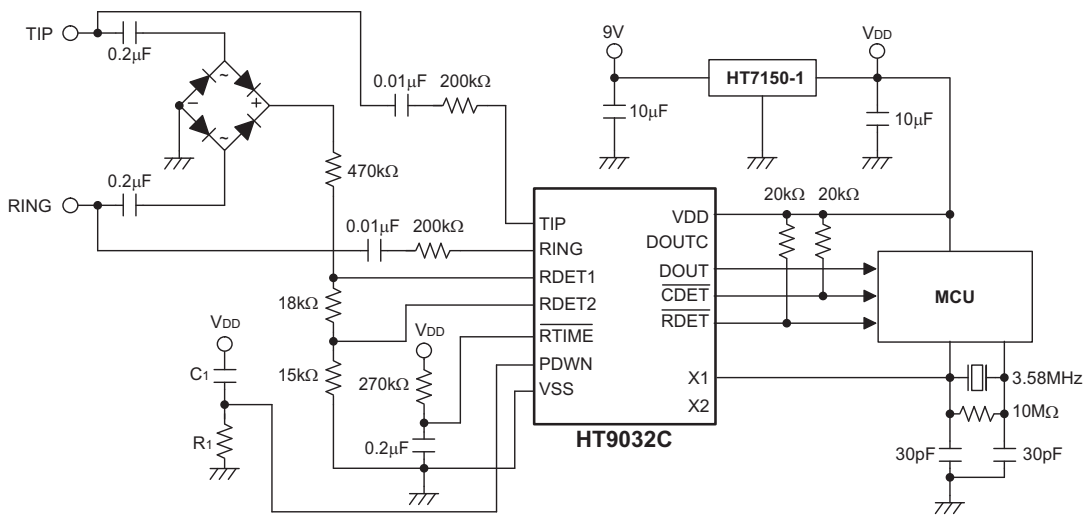 TIP
0.2μF
0.01μF
200kΩ
9V
HT7150-1
VDD
10μF
10μF
~
−
+
~
0.2μF
RING
470kΩ
0.01μF
200kΩ
20kΩ
20kΩ
TIP
RING
RDET1
RDET2
RTIME
PDWN
VSS
VDD
DOUTC
DOUT
CDET
RDET
X1
X2
HT9032C
MCU
18kΩ
15kΩ
VDD
C1
R1
VDD
270kΩ
0.2μF
3.58MHz
10MΩ
30pF
30pF